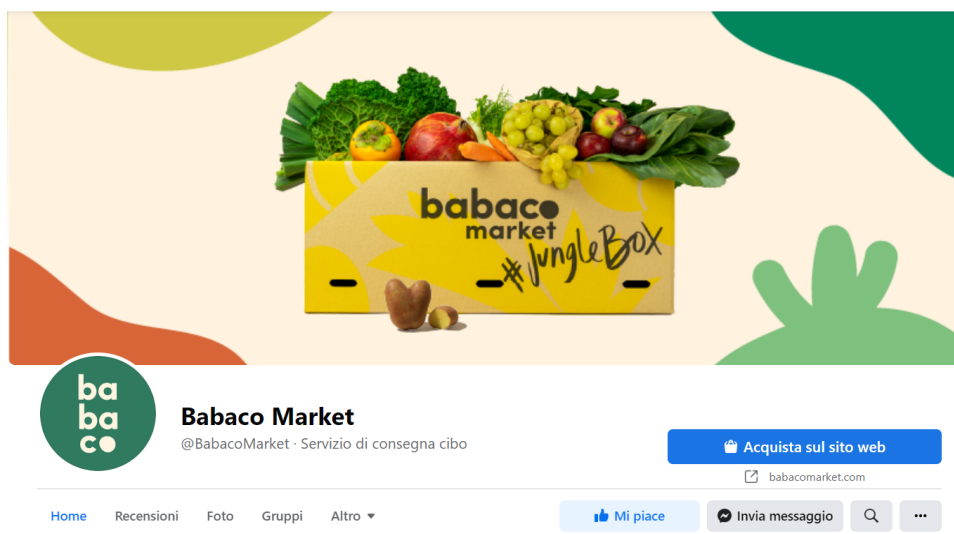 babaco
market
#JungleBox
ba
ba
co
Babaco Market
@BabacoMarket · Servizio di consegna cibo
Acquista sul sito web
babacomarket.com
Home Recensioni Foto Gruppi Altro
Mi piace Invia messaggio